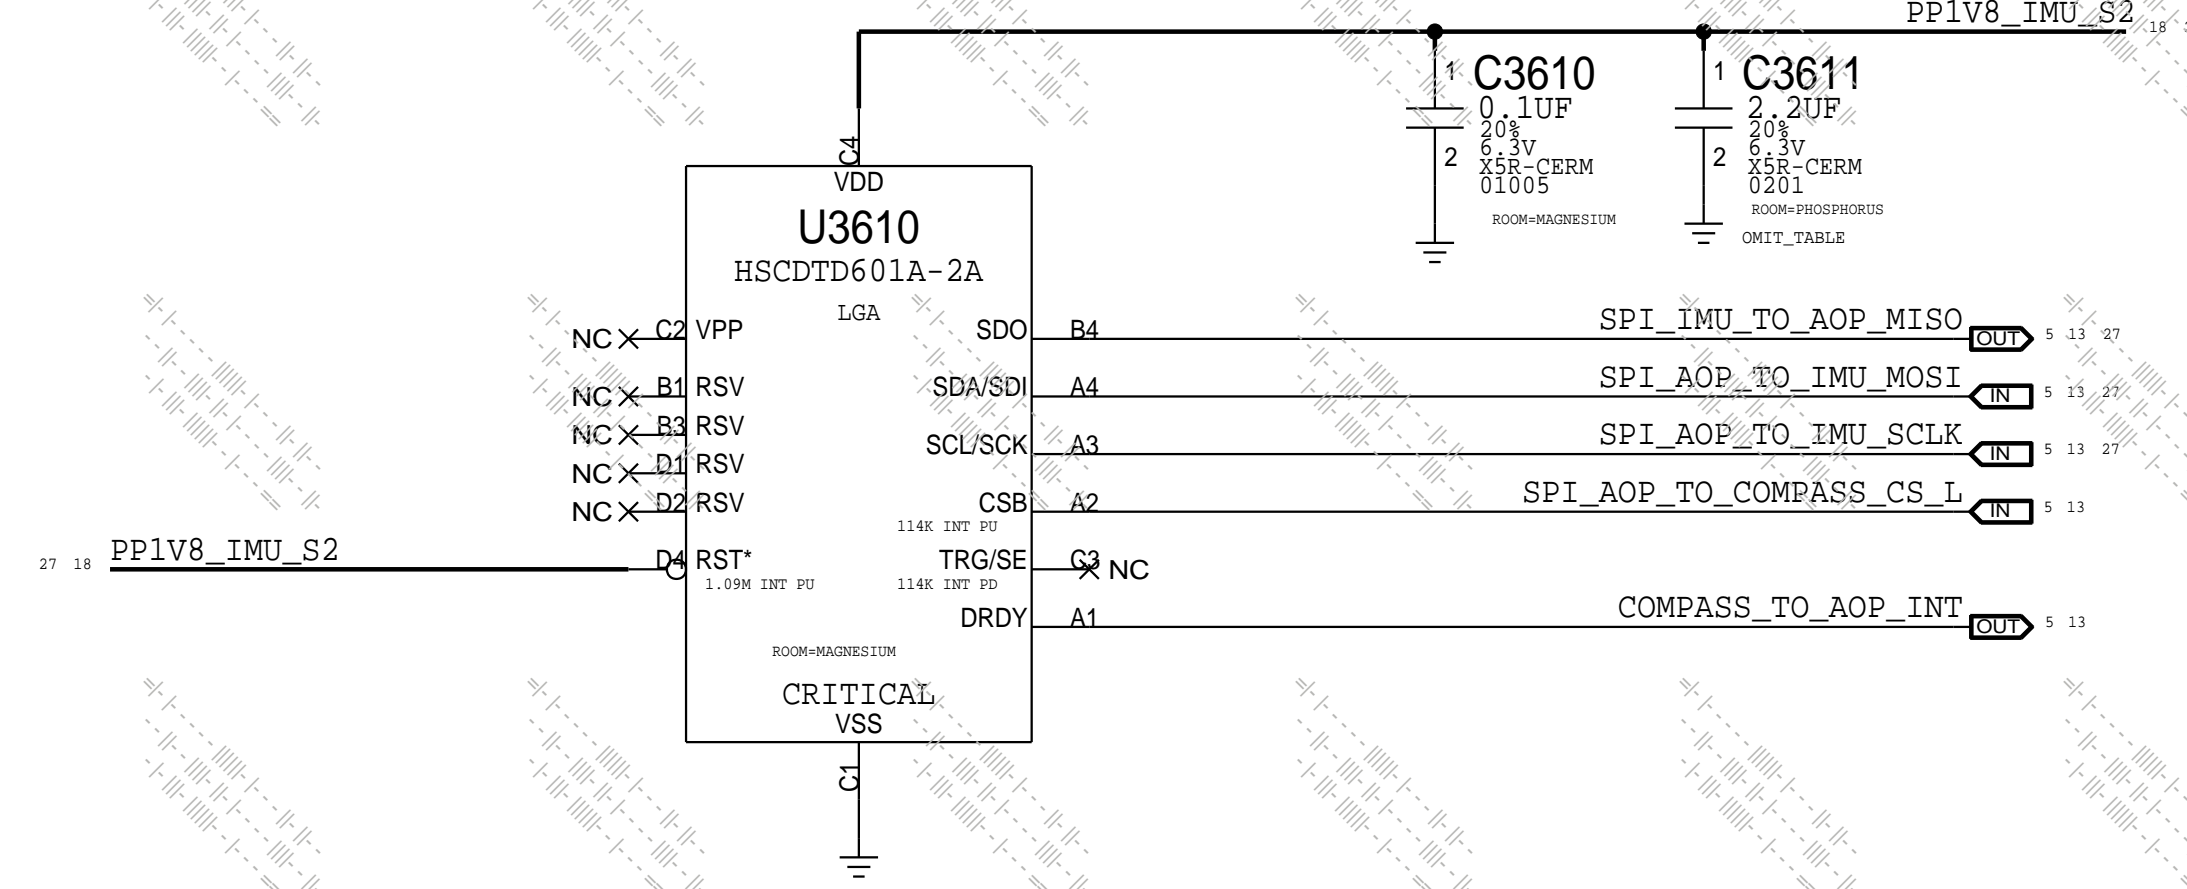 PP1V8_IMU_S2
18
1
C3610
0.1UF
20%
6.3V
X5R-CERM
01005
2
ROOM=MAGNESIUM
1
C3611
2.2UF
20%
6.3V
X5R-CERM
0201
2
ROOM=PHOSPHORUS
OMIT_TABLE
C4
VDD
U3610
HSCDTD601A-2A
LGA
NC C2 VPP
NC B1 RSV
NC B3 RSV
NC D1 RSV
NC D2 RSV
27 18 PP1V8_IMU_S2 D4 RST*
1.09M INT PU
SDO B4 SPI_IMU_TO_AOP_MISO OUT 5 13 27
SDA/SDI A4 SPI_AOP_TO_IMU_MOSI IN 5 13 27
SCL/SCK A3 SPI_AOP_TO_IMU_SCLK IN 5 13 27
CSB A2 SPI_AOP_TO_COMPASS_CS_L IN 5 13
114K INT PU
TRG/SE C3 NC
114K INT PD
DRDY A1 COMPASS_TO_AOP_INT OUT 5 13
ROOM=MAGNESIUM
CRITICAL
VSS
C1